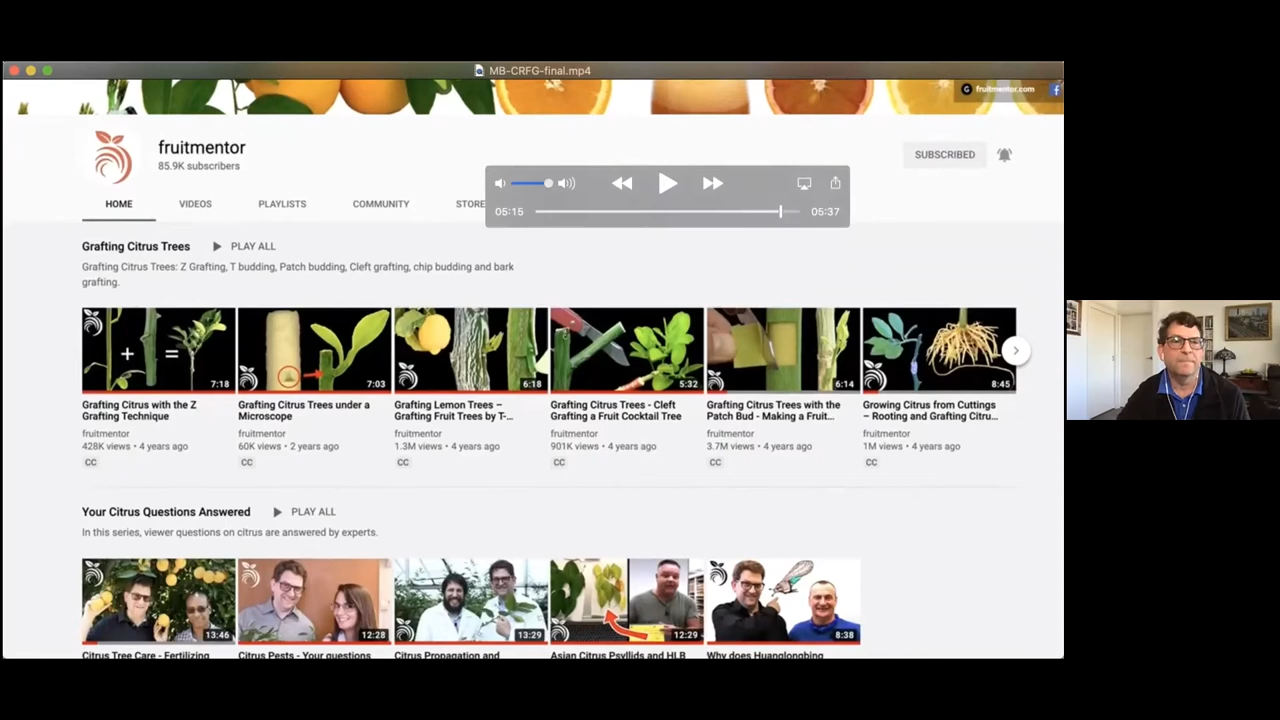 MB-CRFG-final.mp4
G fruitmentor.com f
fruitmentor
85.9K subscribers
SUBSCRIBED
HOME VIDEOS PLAYLISTS COMMUNITY STORE
05:15 05:37
Grafting Citrus Trees PLAY ALL
Grafting Citrus Trees: Z Grafting, T budding, Patch budding, Cleft grafting, chip budding and bark
grafting.
7:18
7:03
6:18
5:32
6:14
8:45
Grafting Citrus with the Z
Grafting Technique
fruitmentor
428K views • 4 years ago
CC
Grafting Citrus Trees under a
Microscope
fruitmentor
60K views • 2 years ago
CC
Grafting Lemon Trees –
Grafting Fruit Trees by T-...
fruitmentor
1.3M views • 4 years ago
CC
Grafting Citrus Trees - Cleft
Grafting a Fruit Cocktail Tree
fruitmentor
901K views • 4 years ago
CC
Grafting Citrus Trees with the
Patch Bud - Making a Fruit...
fruitmentor
3.7M views • 4 years ago
CC
Growing Citrus from Cuttings
– Rooting and Grafting Citru...
fruitmentor
1M views • 4 years ago
CC
Your Citrus Questions Answered PLAY ALL
In this series, viewer questions on citrus are answered by experts.
13:46
12:28
13:29
12:29
8:38
Citrus Tree Care - Fertilizing
Citrus Pests - Your questions
Citrus Propagation and
Asian Citrus Psyllids and HLB
Why does Huanglongbing